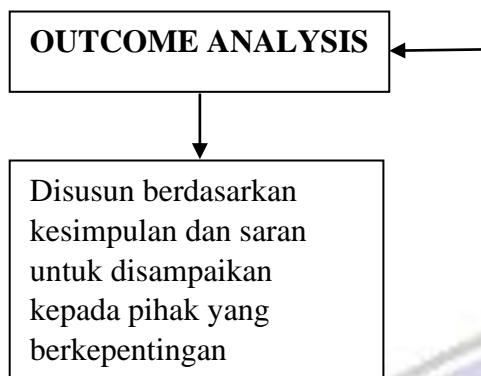 OUTCOME ANALYSIS
Disusun berdasarkan
kesimpulan dan saran
untuk disampaikan
kepada pihak yang
berkepentingan